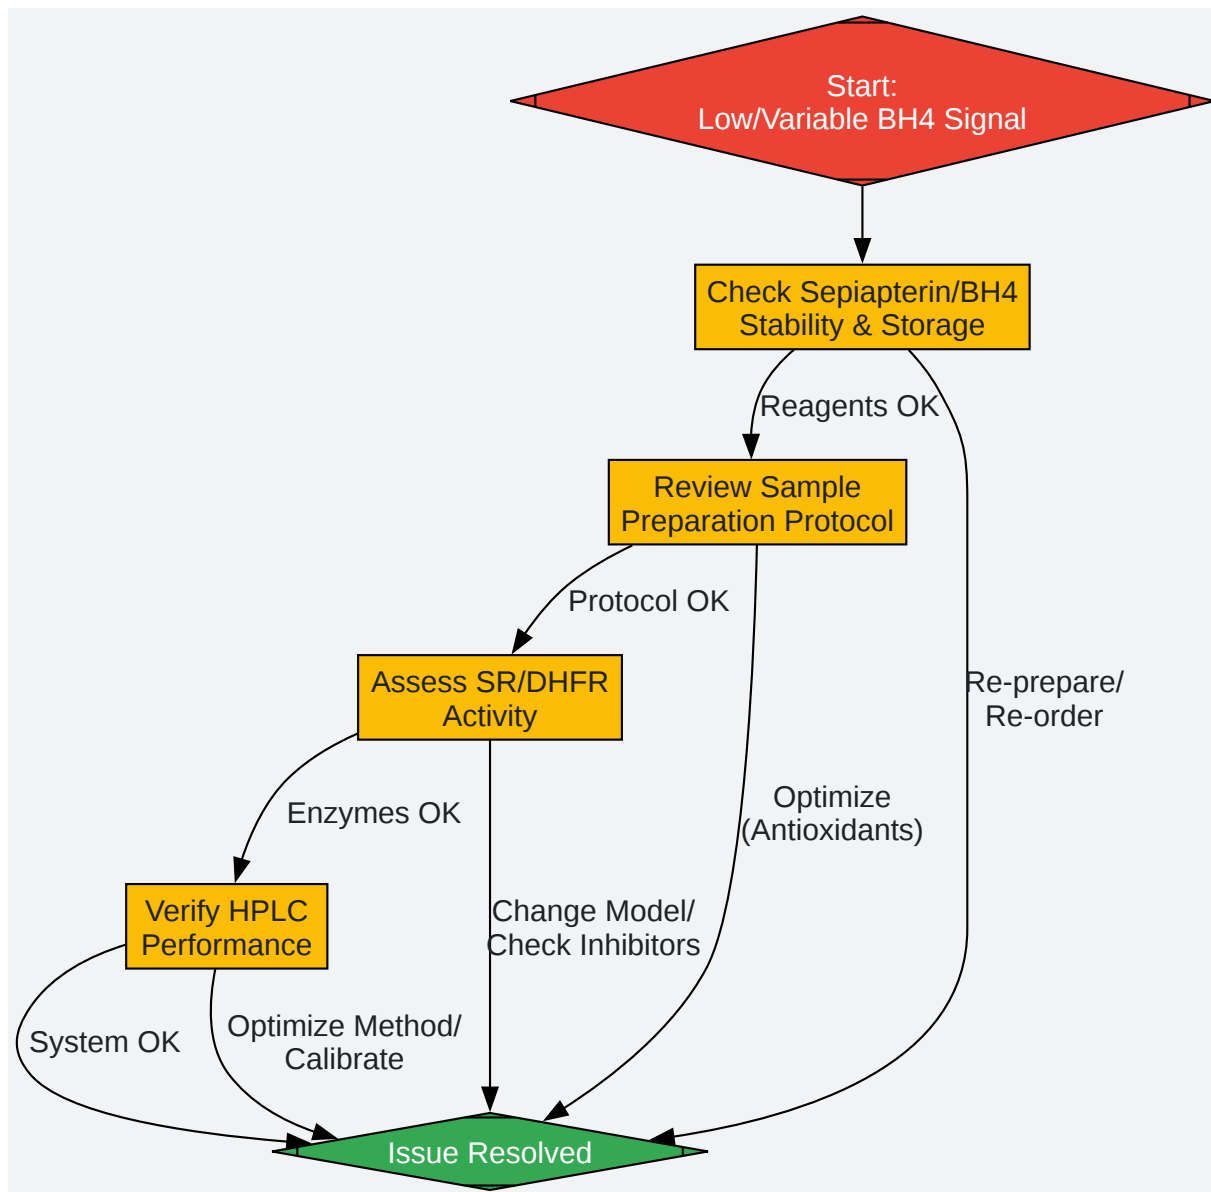 Start:
Low/Variable BH4 Signal
Check Sepiapterin/BH4
Stability & Storage
Reagents OK
Review Sample
Preparation Protocol
Protocol OK
Assess SR/DHFR
Activity
Re-prepare/
Re-order
Enzymes OK
Optimize
(Antioxidants)
Verify HPLC
Performance
Change Model/
Check Inhibitors
System OK
Optimize Method/
Calibrate
Issue Resolved